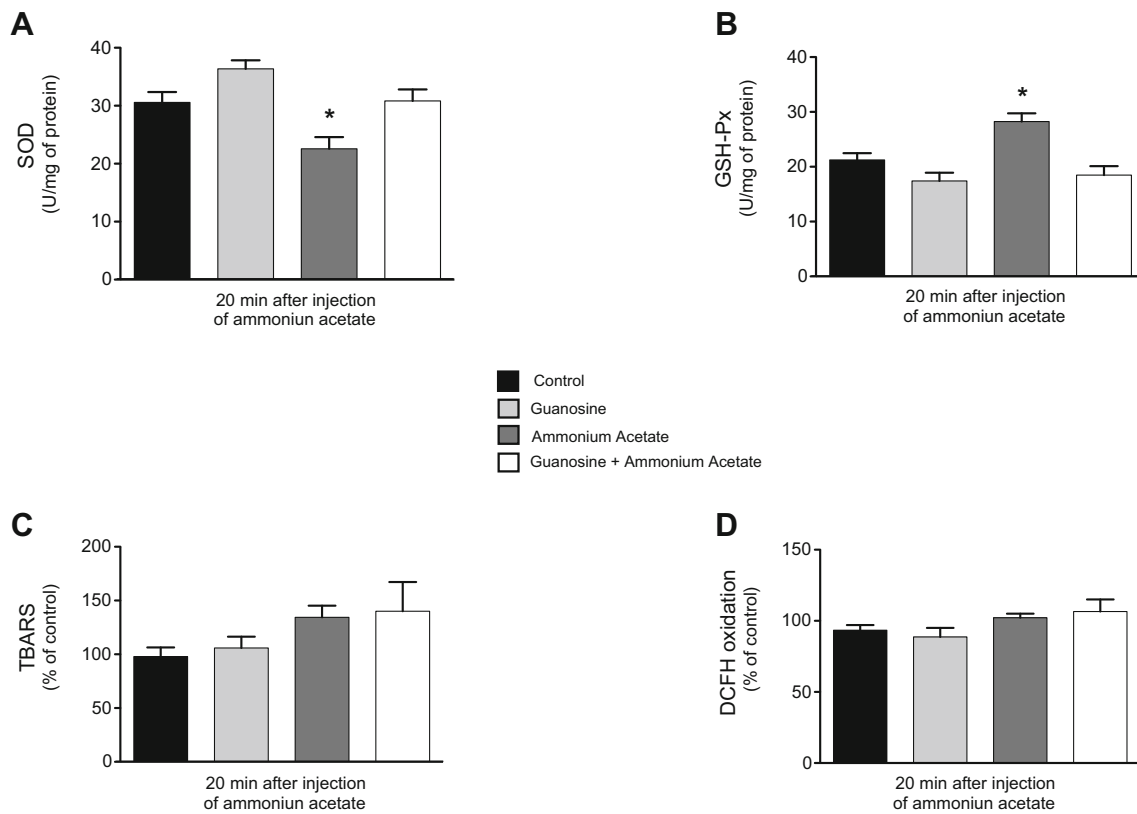 A
SOD
(U/mg of protein)
40
30
20
10
0
*
20 min after injection
of ammoniun acetate
B
GSH-Px
(U/mg of protein)
40
30
20
10
0
*
20 min after injection
of ammoniun acetate
Control
Guanosine
Ammonium Acetate
Guanosine + Ammonium Acetate
C
TBARS
(% of control)
200
150
100
50
0
20 min after injection
of ammoniun acetate
D
DCFH oxidation
(% of control)
150
100
50
0
20 min after injection
of ammoniun acetate